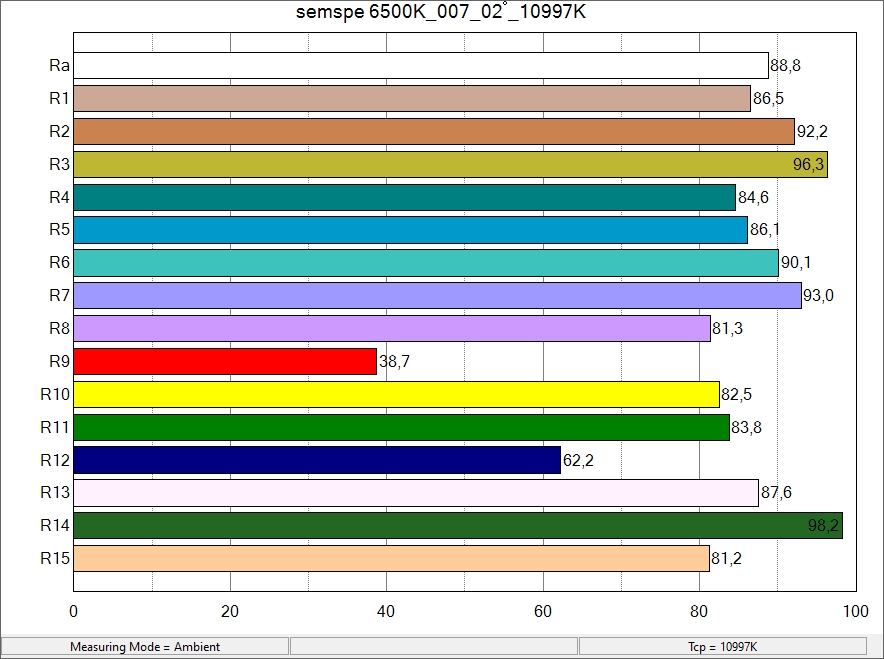 semspe 6500K_007_02°_10997K
Ra 88,8
R1 86,5
R2 92,2
R3 96,3
R4 84,6
R5 86,1
R6 90,1
R7 93,0
R8 81,3
R9 38,7
R10 82,5
R11 83,8
R12 62,2
R13 87,6
R14 98,2
R15 81,2
0 20 40 60 80 100
Measuring Mode = Ambient Tcp = 10997K